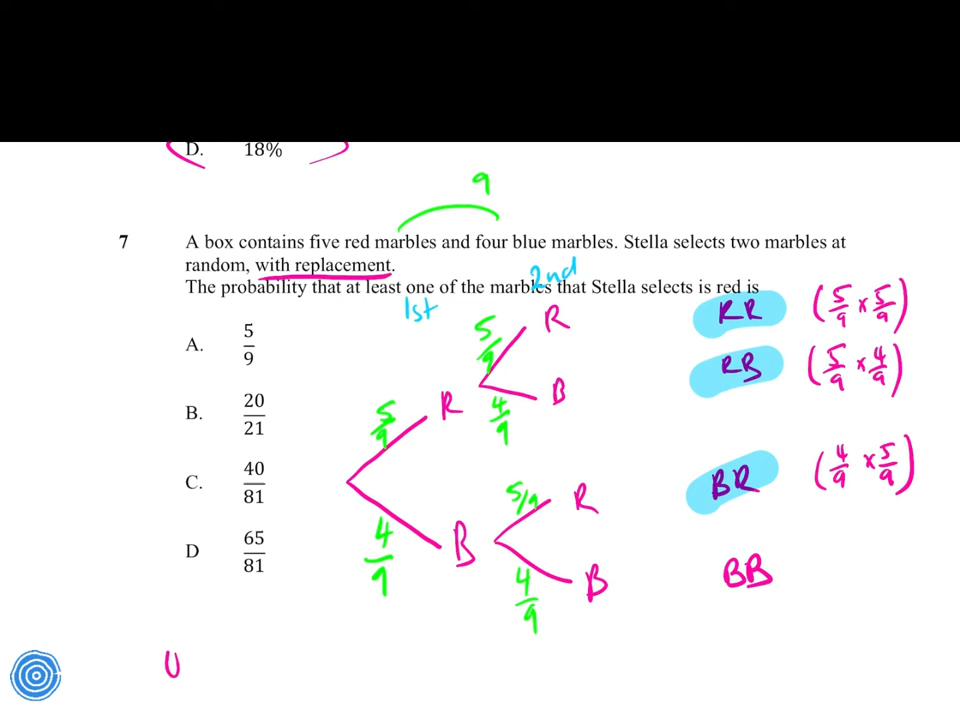 D. 18%
9
7 A box contains five red marbles and four blue marbles. Stella selects two marbles at
random, with replacement.
2nd
The probability that at least one of the marbles that Stella selects is red is
1st
R
RR (5/9 × 5/9)
A. 5/9
5/9
RB (5/9 × 4/9)
B
4/9
B. 20/21
5/9
R
C. 40/81
BR (4/9 × 5/9)
5/9
R
D 65/81
4/9
B
4/9
B
BB
U